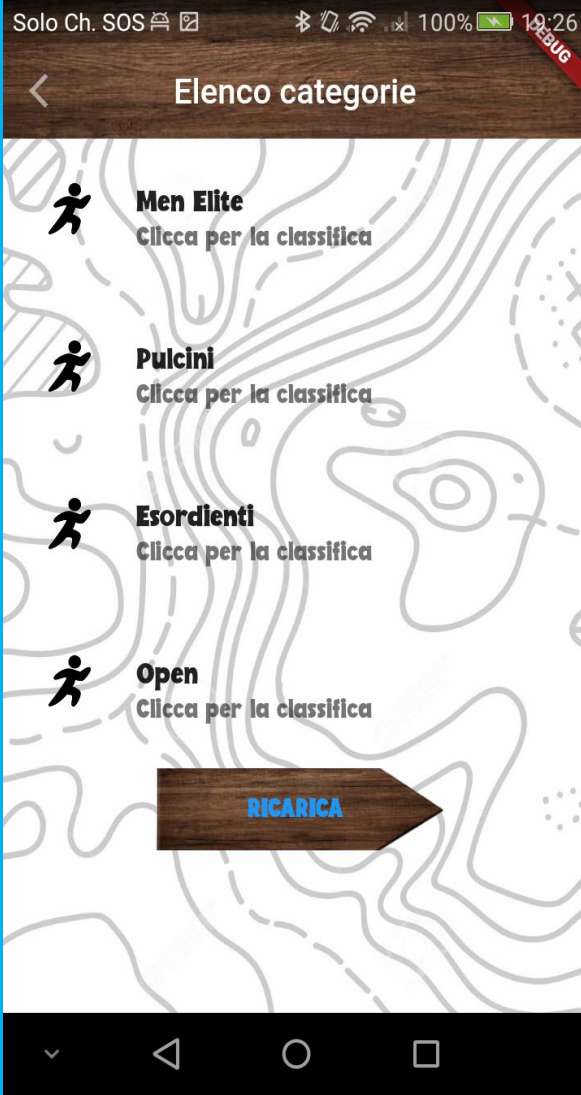 Solo Ch. SOS 100% 19:26
DEBUG
Elenco categorie
Men Elite
Clicca per la classifica
Pulcini
Clicca per la classifica
Esordienti
Clicca per la classifica
Open
Clicca per la classifica
RICARICA